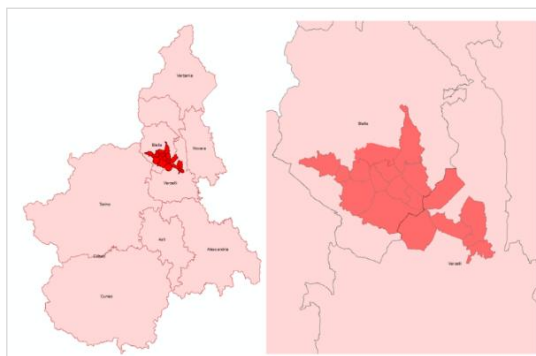 Verbania
Biella
Novara
Vercelli
Torino
Asti
Alessandria
Cuneo
Biella
Vercelli